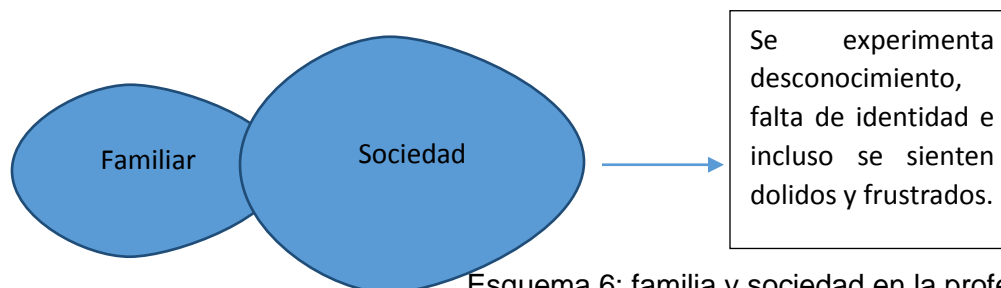 Familiar
Sociedad
Se experimenta
desconocimiento,
falta de identidad e
incluso se sienten
dolidos y frustrados.
Esquema 6: familia y sociedad en la